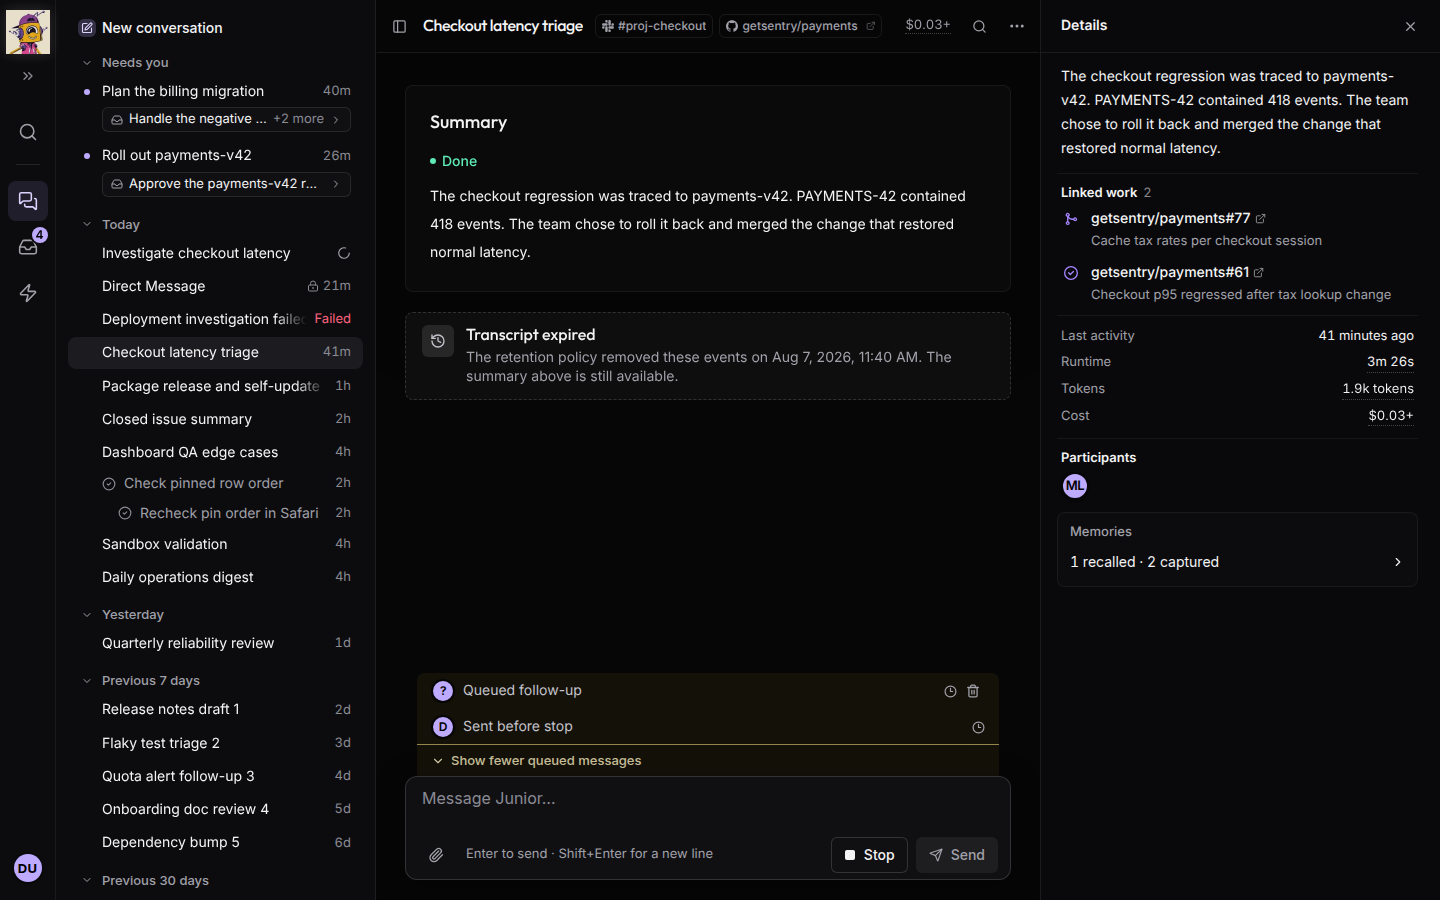 New conversation
Needs you
Plan the billing migration 40m
Handle the negative ... +2 more
Roll out payments-v42 26m
Approve the payments-v42 r...
Today
Investigate checkout latency
Direct Message 21m
Deployment investigation failed Failed
Checkout latency triage 41m
Package release and self-update 1h
Closed issue summary 2h
Dashboard QA edge cases 4h
Check pinned row order 2h
Recheck pin order in Safari 2h
Sandbox validation 4h
Daily operations digest 4h
Yesterday
Quarterly reliability review 1d
Previous 7 days
Release notes draft 1 2d
Flaky test triage 2 3d
Quota alert follow-up 3 4d
Onboarding doc review 4 5d
Dependency bump 5 6d
Previous 30 days
4
DU
Checkout latency triage #proj-checkout getsentry/payments $0.03+
Summary
Done
The checkout regression was traced to payments-v42. PAYMENTS-42 contained
418 events. The team chose to roll it back and merged the change that restored
normal latency.
Transcript expired
The retention policy removed these events on Aug 7, 2026, 11:40 AM. The
summary above is still available.
? Queued follow-up
D Sent before stop
Show fewer queued messages
Message Junior...
Enter to send · Shift+Enter for a new line
Stop
Send
Details
The checkout regression was traced to payments-
v42. PAYMENTS-42 contained 418 events. The team
chose to roll it back and merged the change that
restored normal latency.
Linked work 2
getsentry/payments#77
Cache tax rates per checkout session
getsentry/payments#61
Checkout p95 regressed after tax lookup change
Last activity 41 minutes ago
Runtime 3m 26s
Tokens 1.9k tokens
Cost $0.03+
Participants
ML
Memories
1 recalled · 2 captured